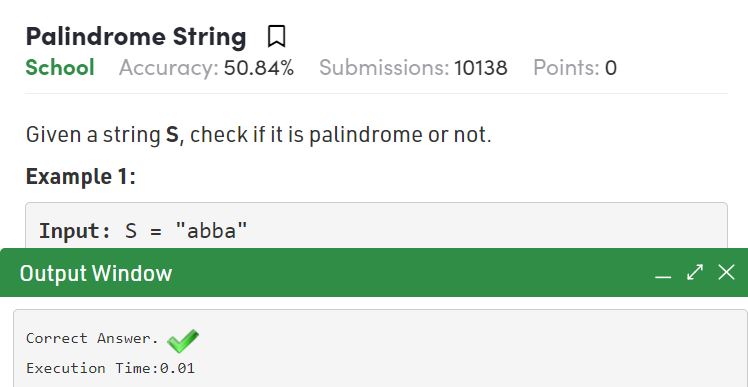 Palindrome String
School Accuracy: 50.84% Submissions: 10138 Points: 0
Given a string S, check if it is palindrome or not.
Example 1:
Input: S = "abba"
Output Window
Correct Answer.
Execution Time:0.01